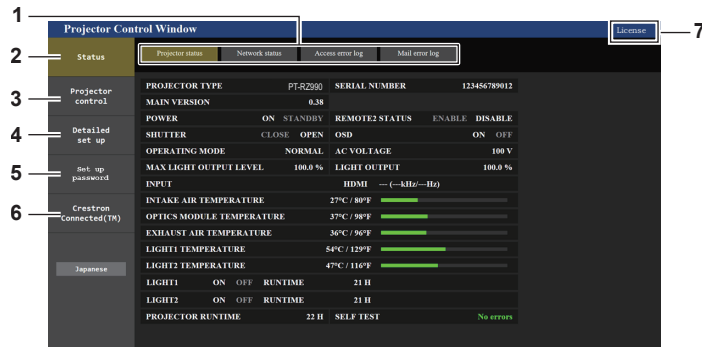 1
Projector Control Window
License
7
2
Status
Projector status
Network status
Access error log
Mail error log
3
Projector control
4
Detailed set up
5
Set up password
6
Crestron Connected(TM)
Japanese
PROJECTOR TYPE PT-RZ990 SERIAL NUMBER 123456789012
MAIN VERSION 0.38
POWER ON STANDBY REMOTE2 STATUS ENABLE DISABLE
SHUTTER CLOSE OPEN OSD ON OFF
OPERATING MODE NORMAL AC VOLTAGE 100 V
MAX LIGHT OUTPUT LEVEL 100.0 % LIGHT OUTPUT 100.0 %
INPUT HDMI --- (---kHz/---Hz)
INTAKE AIR TEMPERATURE 27°C / 80°F
OPTICS MODULE TEMPERATURE 37°C / 98°F
EXHAUST AIR TEMPERATURE 36°C / 96°F
LIGHT1 TEMPERATURE 54°C / 129°F
LIGHT2 TEMPERATURE 47°C / 116°F
LIGHT1 ON OFF RUNTIME 21 H
LIGHT2 ON OFF RUNTIME 21 H
PROJECTOR RUNTIME 22 H SELF TEST No errors